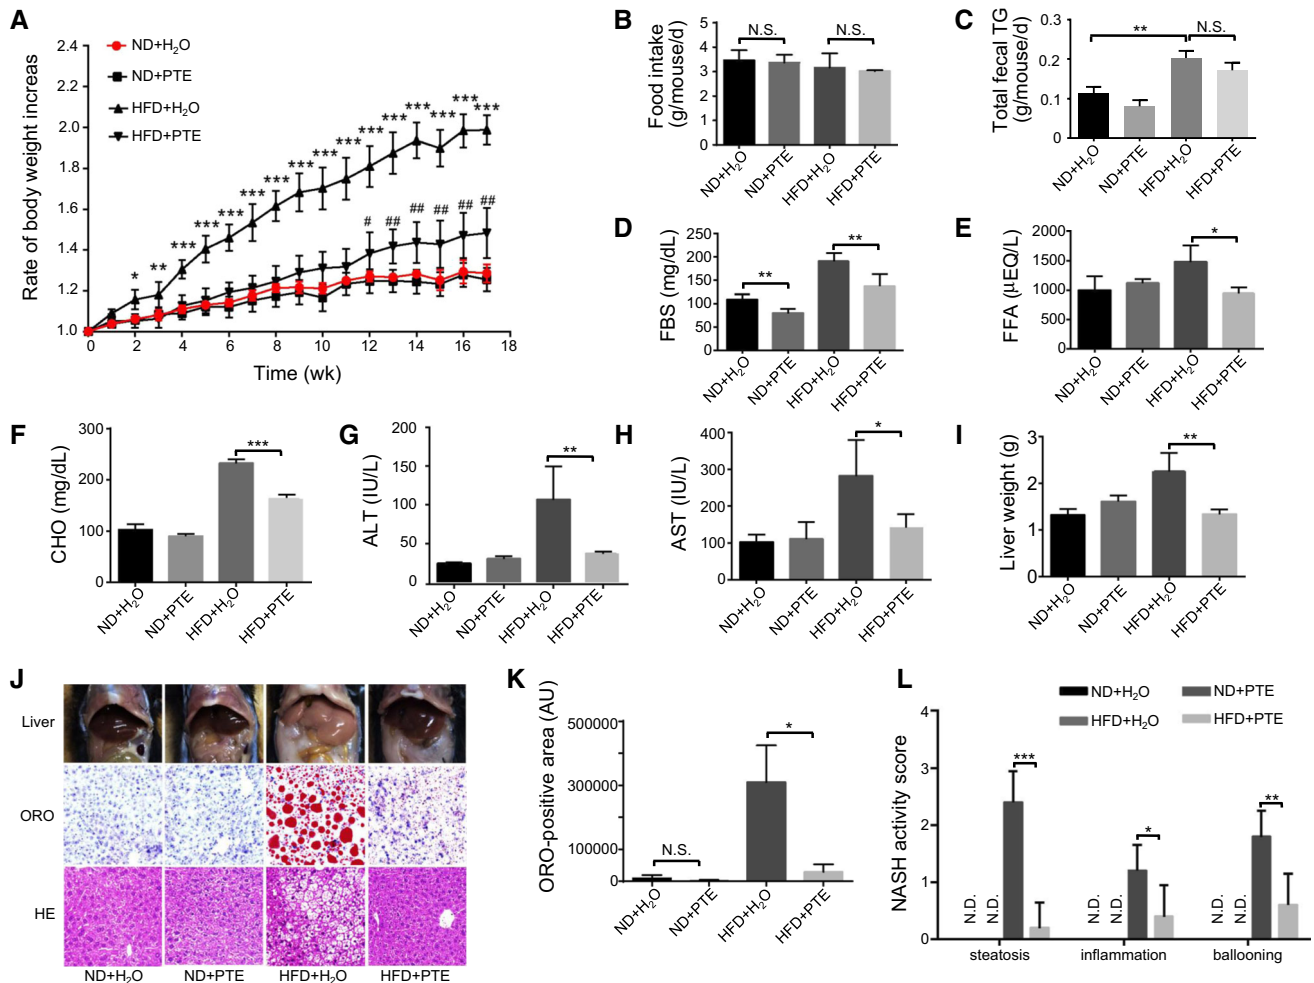 A
Rate of body weight increas
2.4
2.2
2.0
1.8
1.6
1.4
1.2
1.0
ND+H2O
ND+PTE
HFD+H2O
HFD+PTE
* ** *** *** *** *** *** *** *** *** *** *** *** *** *** ***
# ## ## ## ## ##
0 2 4 6 8 10 12 14 16 18
Time (wk)
B
Food intake
(g/mouse/d)
5
4
3
2
1
0
N.S. N.S.
ND+H2O ND+PTE HFD+H2O HFD+PTE
C
Total fecal TG
(g/mouse/d)
0.3
0.2
0.1
0
** N.S.
ND+H2O ND+PTE HFD+H2O HFD+PTE
D
FBS (mg/dL)
250
200
150
100
50
0
** **
ND+H2O ND+PTE HFD+H2O HFD+PTE
E
FFA (μEQ/L)
2000
1500
1000
500
0
*
ND+H2O ND+PTE HFD+H2O HFD+PTE
F
CHO (mg/dL)
300
200
100
0
***
ND+H2O ND+PTE HFD+H2O HFD+PTE
G
ALT (IU/L)
200
150
100
50
0
**
ND+H2O ND+PTE HFD+H2O HFD+PTE
H
AST (IU/L)
400
300
200
100
0
*
ND+H2O ND+PTE HFD+H2O HFD+PTE
I
Liver weight (g)
3
2
1
0
**
ND+H2O ND+PTE HFD+H2O HFD+PTE
J
Liver
ORO
HE
ND+H2O ND+PTE HFD+H2O HFD+PTE
K
ORO-positive area (AU)
500000
300000
100000
0
N.S. *
ND+H2O ND+PTE HFD+H2O HFD+PTE
L
ND+H2O ND+PTE
HFD+H2O HFD+PTE
NASH activity score
4
3
2
1
0
*** * **
N.D. N.D. N.D. N.D. N.D. N.D.
steatosis inflammation ballooning